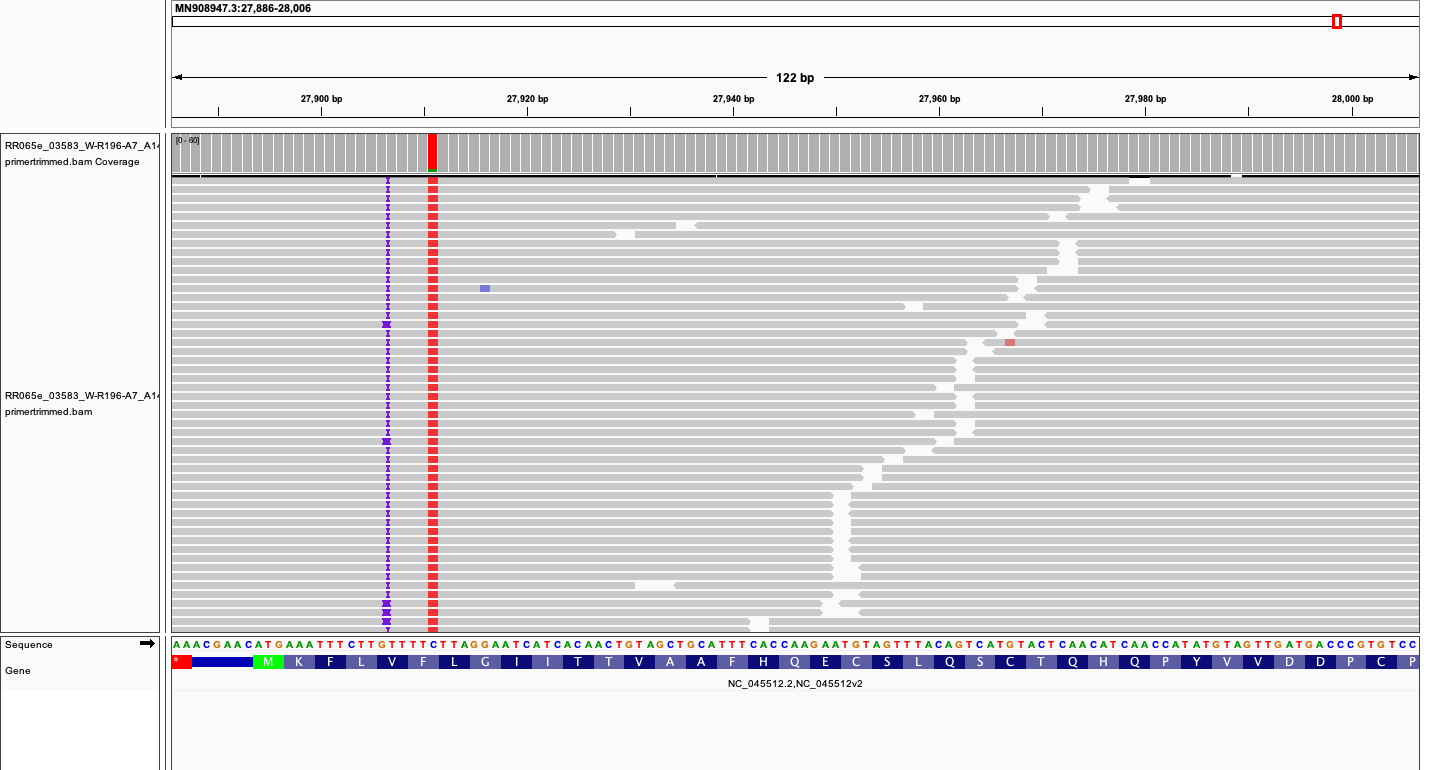 MN908947.3:27,886-28,006
122 bp
27,900 bp 27,920 bp 27,940 bp 27,960 bp 27,980 bp 28,000 bp
RR065e_03583_W-R196-A7_A14
primertrimmed.bam Coverage
[0 - 60]
RR065e_03583_W-R196-A7_A14
primertrimmed.bam
Sequence
AAACGAACATGAAATTTCTTGTTTTCTTAGGAATCATCACAACTGTAGCTGCATTTCACCAAGAATGTAGTTTACAGTCATGTACTCAACATCAACCATATGTAGTTGATGACCCGTGTCC
Gene
* M K F L V F L G I I T T V A A F H Q E C S L Q S C T Q H Q P Y V V D D P C P
NC_045512.2,NC_045512v2